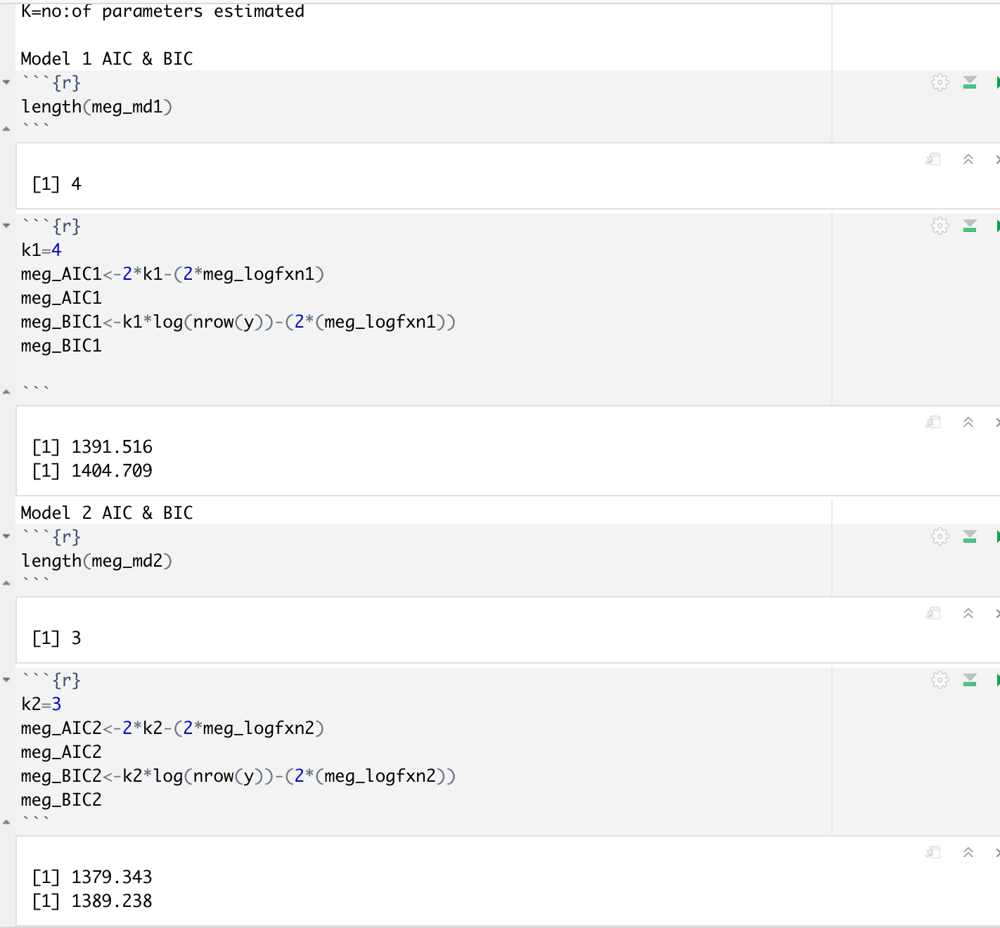 K=no:of parameters estimated
Model 1 AIC & BIC
```{r}
length(meg_md1)
```
[1] 4
```{r}
k1=4
meg_AIC1<-2*k1-(2*meg_logfxn1)
meg_AIC1
meg_BIC1<-k1*log(nrow(y))-(2*(meg_logfxn1))
meg_BIC1
```
[1] 1391.516
[1] 1404.709
Model 2 AIC & BIC
```{r}
length(meg_md2)
```
[1] 3
```{r}
k2=3
meg_AIC2<-2*k2-(2*meg_logfxn2)
meg_AIC2
meg_BIC2<-k2*log(nrow(y))-(2*(meg_logfxn2))
meg_BIC2
```
[1] 1379.343
[1] 1389.238